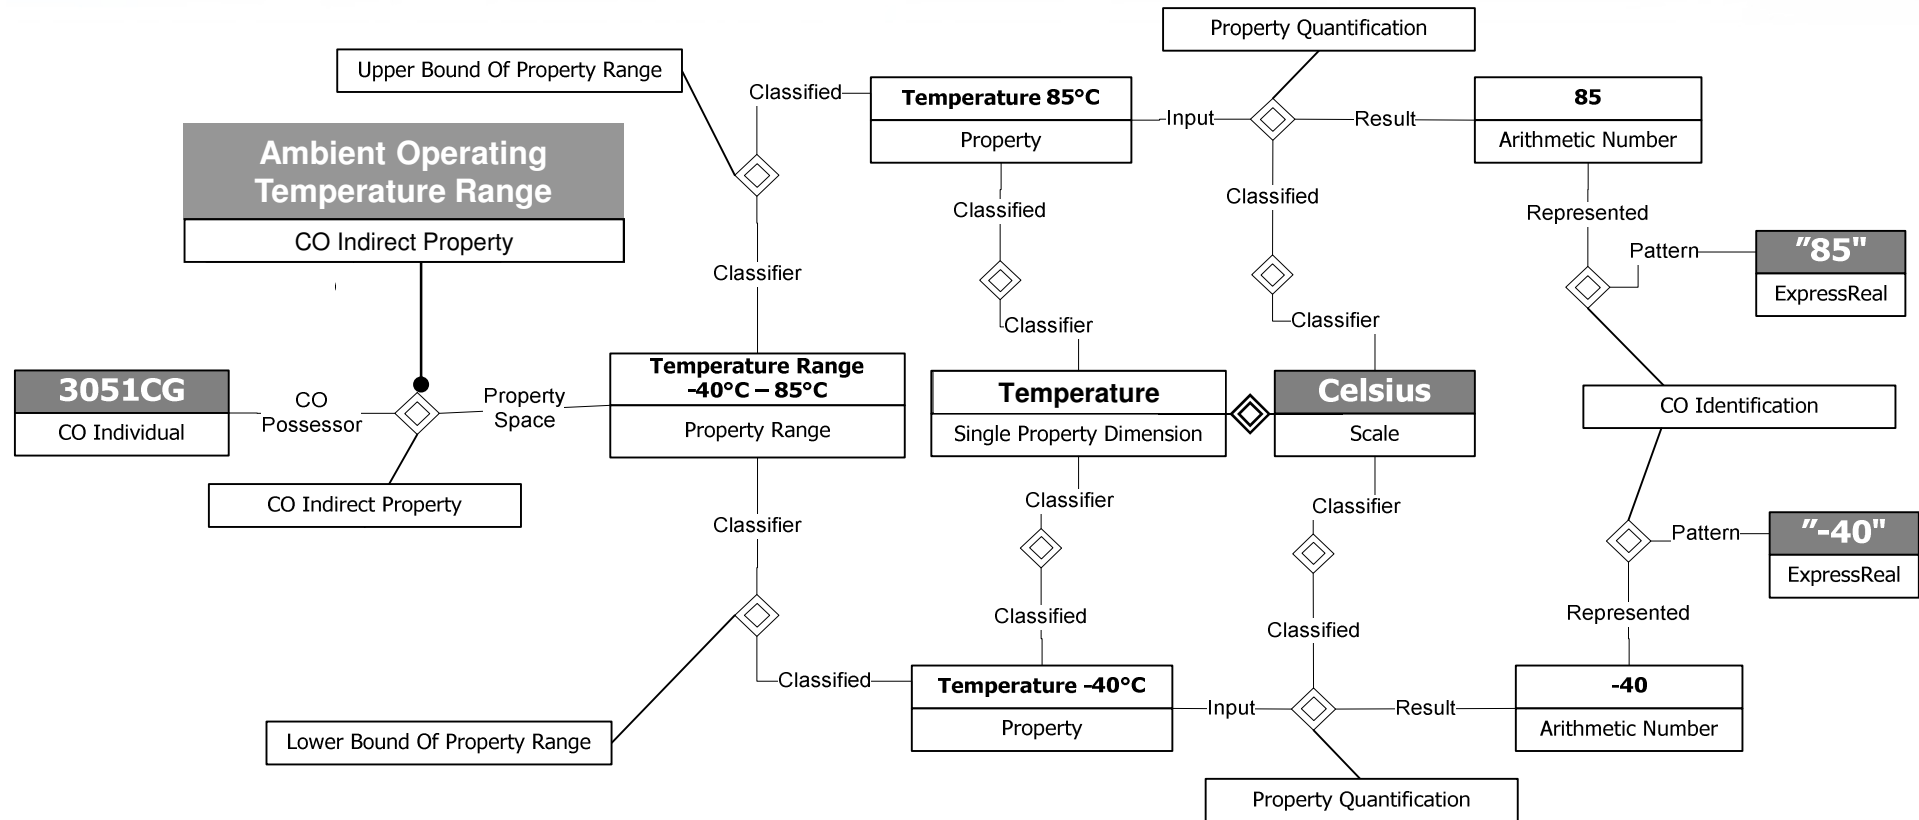 Property Quantification
Upper Bound Of Property Range
Classified
Temperature 85°C
Property
Input
Result
85
Arithmetic Number
Ambient Operating
Temperature Range
CO Indirect Property
Classified
Classified
Represented
Pattern
"85"
ExpressReal
Classifier
Classifier
Classifier
3051CG
CO Individual
CO
Possessor
Property
Space
Temperature Range
-40°C – 85°C
Property Range
Temperature
Single Property Dimension
Celsius
Scale
CO Identification
CO Indirect Property
Classifier
Classifier
Classifier
Pattern
"-40"
ExpressReal
Classified
Classified
Represented
Classified
Temperature -40°C
Property
Input
Result
-40
Arithmetic Number
Lower Bound Of Property Range
Property Quantification